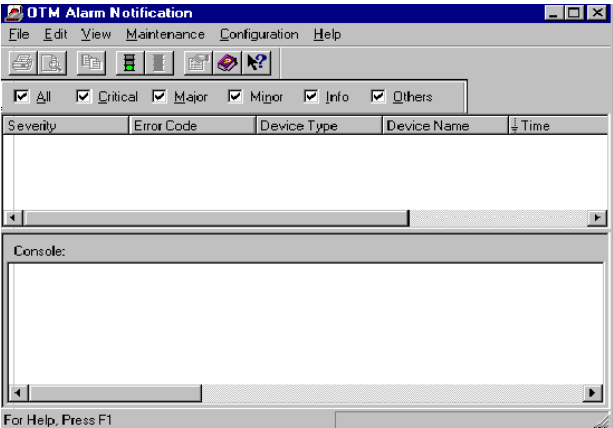 OTM Alarm Notification
File Edit View Maintenance Configuration Help
All Critical Major Minor Info Others
Severity Error Code Device Type Device Name Time
Console:
For Help, Press F1